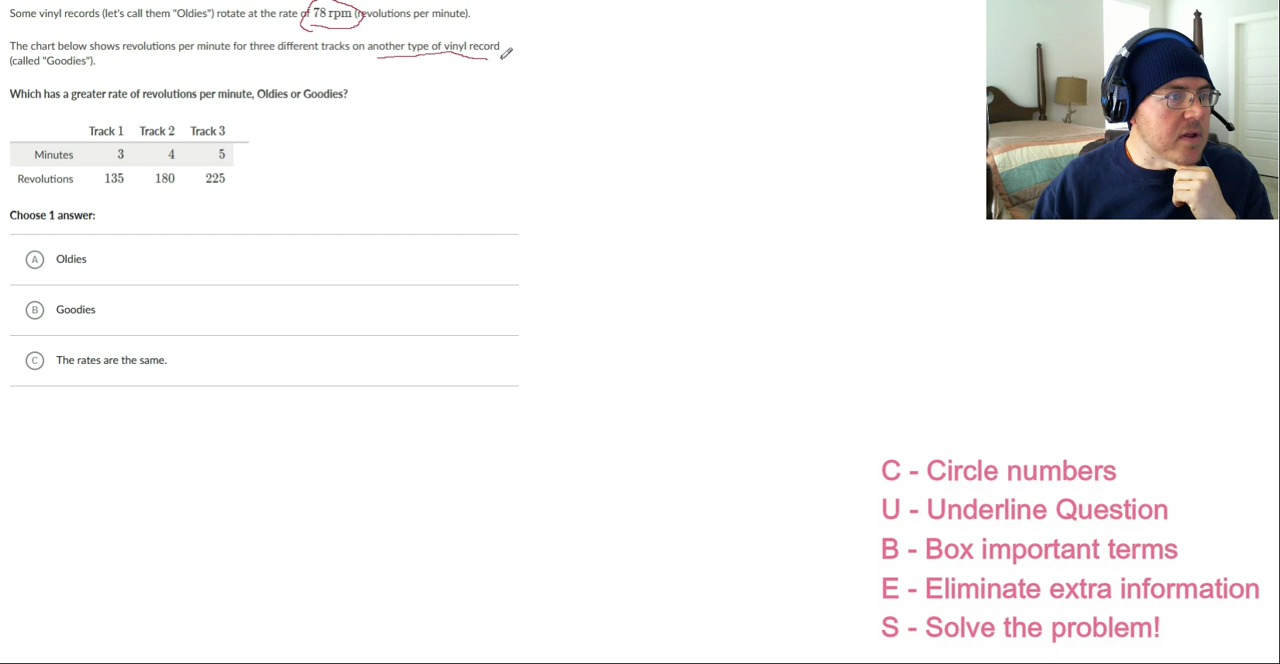 Some vinyl records (let's call them "Oldies") rotate at the rate of 78 rpm (revolutions per minute).
The chart below shows revolutions per minute for three different tracks on another type of vinyl record
(called "Goodies").
Which has a greater rate of revolutions per minute, Oldies or Goodies?
Track 1 Track 2 Track 3
Minutes 3 4 5
Revolutions 135 180 225
Choose 1 answer:
A Oldies
B Goodies
C The rates are the same.
C - Circle numbers
U - Underline Question
B - Box important terms
E - Eliminate extra information
S - Solve the problem!